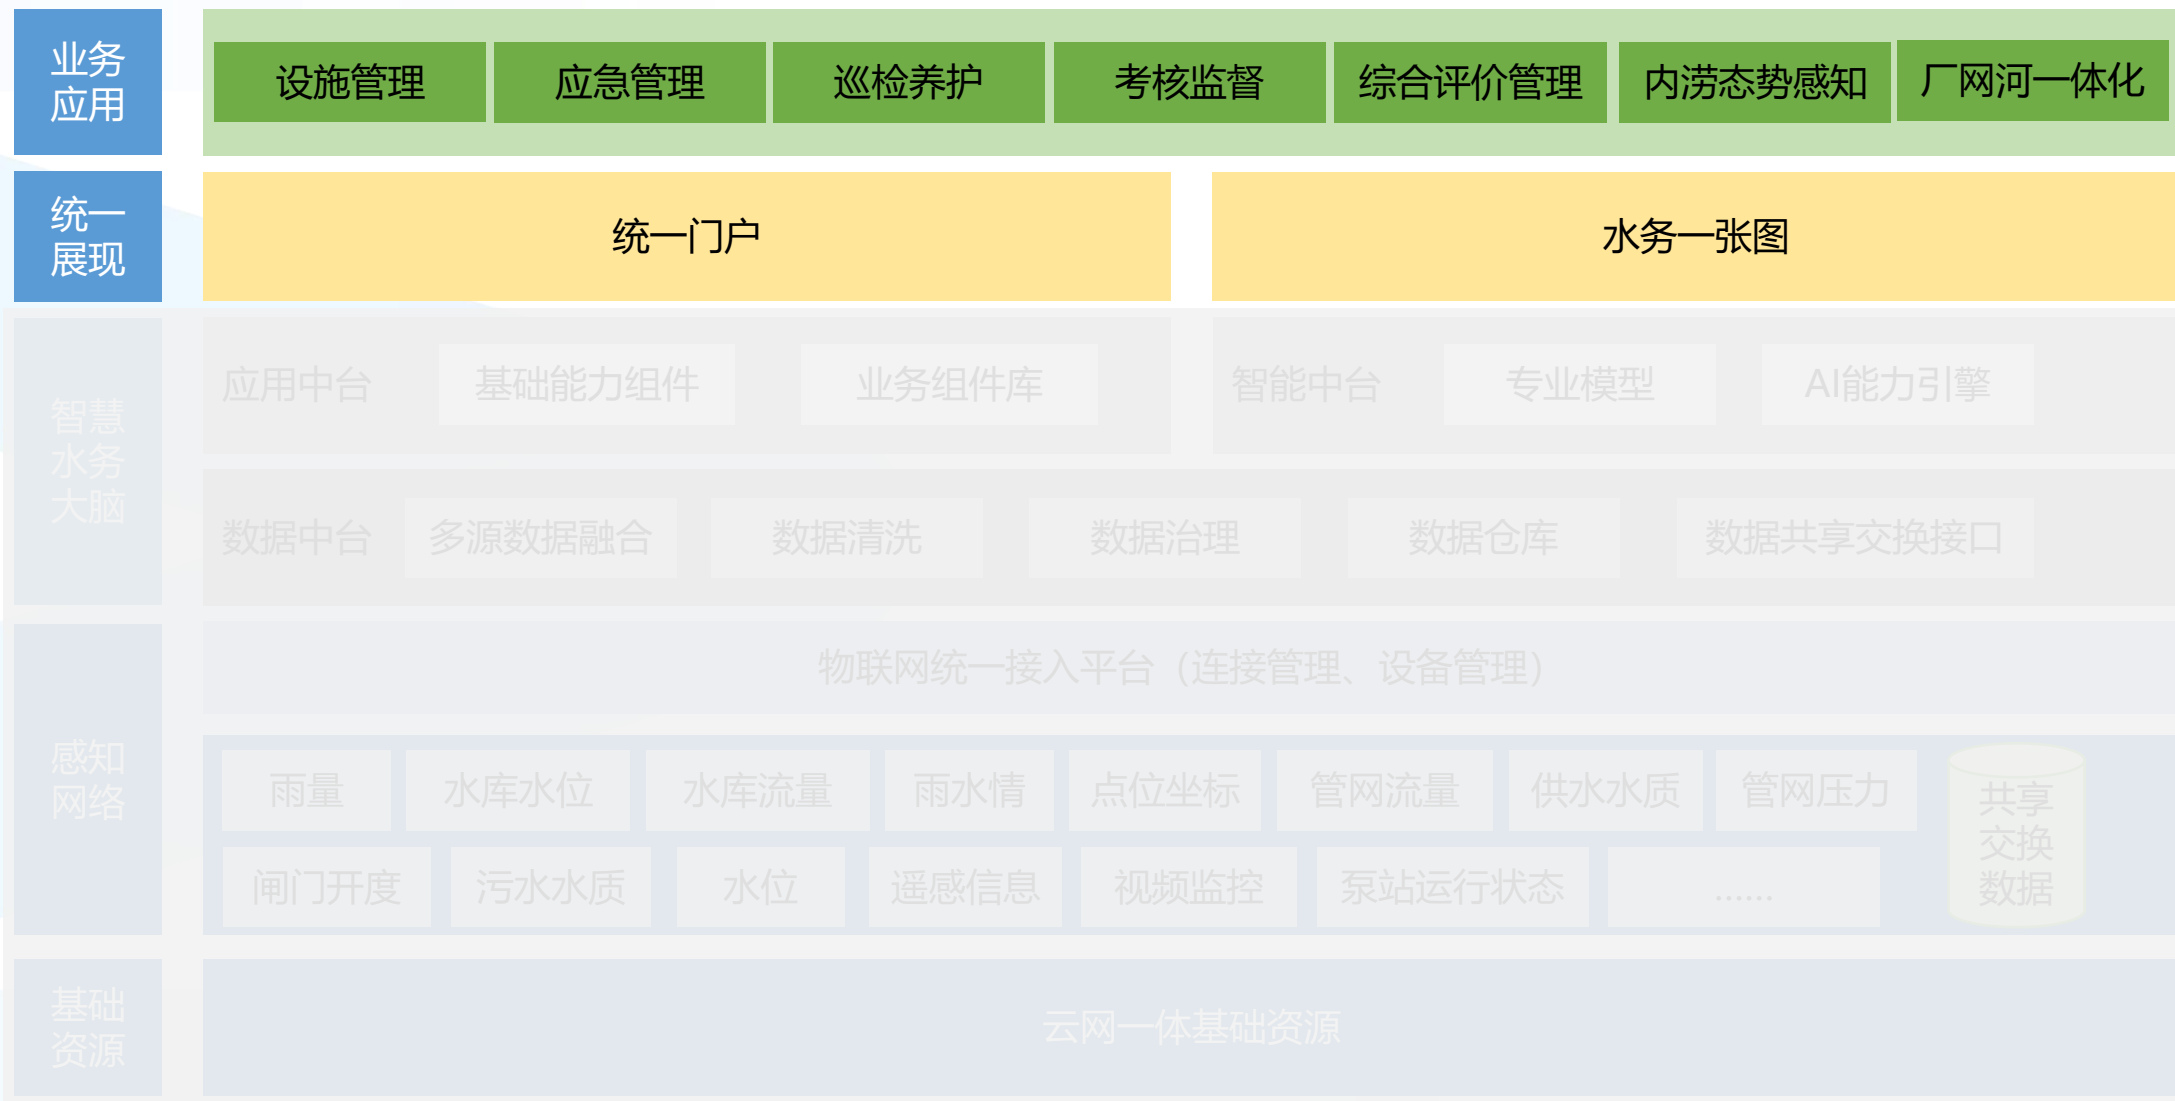 业务
应用
设施管理
应急管理
巡检养护
考核监督
综合评价管理
内涝态势感知
厂网河一体化
统一
展现
统一门户
水务一张图
智慧
水务
大脑
应用中台
基础能力组件
业务组件库
智能中台
专业模型
AI能力引擎
数据中台
多源数据融合
数据清洗
数据治理
数据仓库
数据共享交换接口
感知
网络
物联网统一接入平台（连接管理、设备管理）
雨量
水库水位
水库流量
雨水情
点位坐标
管网流量
供水水质
管网压力
闸门开度
污水水质
水位
遥感信息
视频监控
泵站运行状态
......
共享
交换
数据
基础
资源
云网一体基础资源